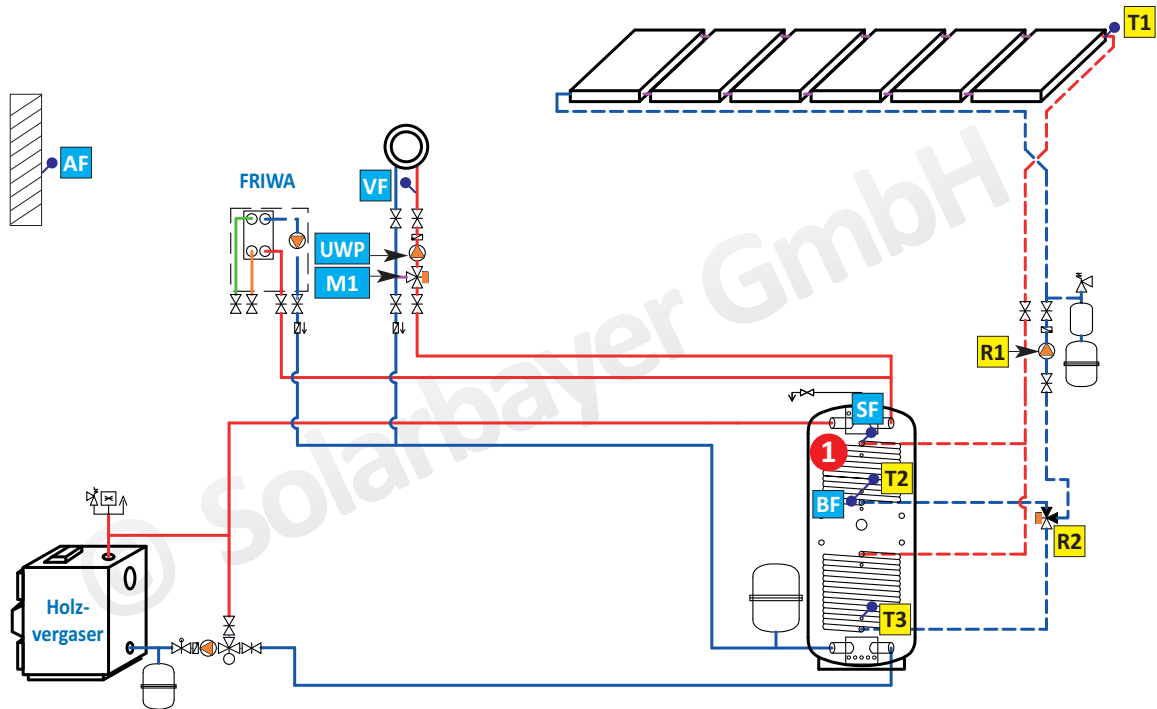 T1
AF
FRIWA
VF
UWP
M1
R1
SF
1
T2
BF
R2
T3
Holz-
vergaser
© Solarbayer GmbH